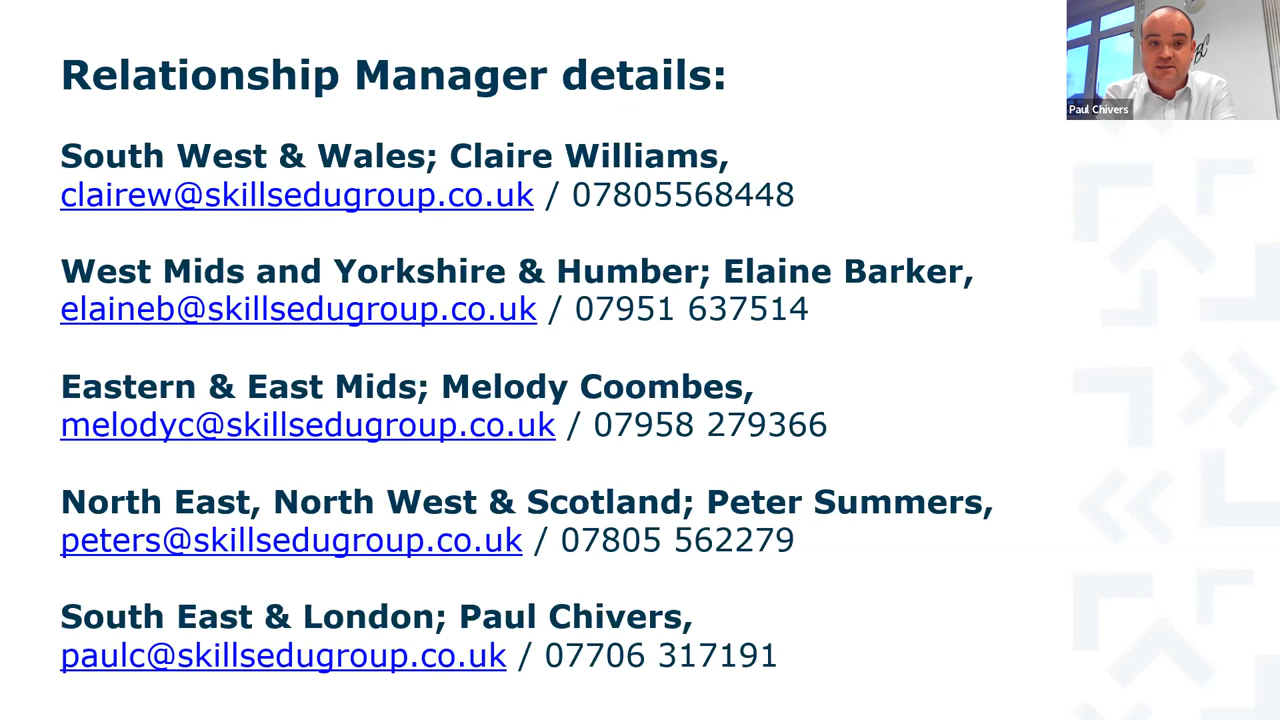 Relationship Manager details:
Paul Chivers
South West & Wales; Claire Williams,
clairew@skillsedugroup.co.uk / 07805568448
West Mids and Yorkshire & Humber; Elaine Barker,
elaineb@skillsedugroup.co.uk / 07951 637514
Eastern & East Mids; Melody Coombes,
melodyc@skillsedugroup.co.uk / 07958 279366
North East, North West & Scotland; Peter Summers,
peters@skillsedugroup.co.uk / 07805 562279
South East & London; Paul Chivers,
paulc@skillsedugroup.co.uk / 07706 317191